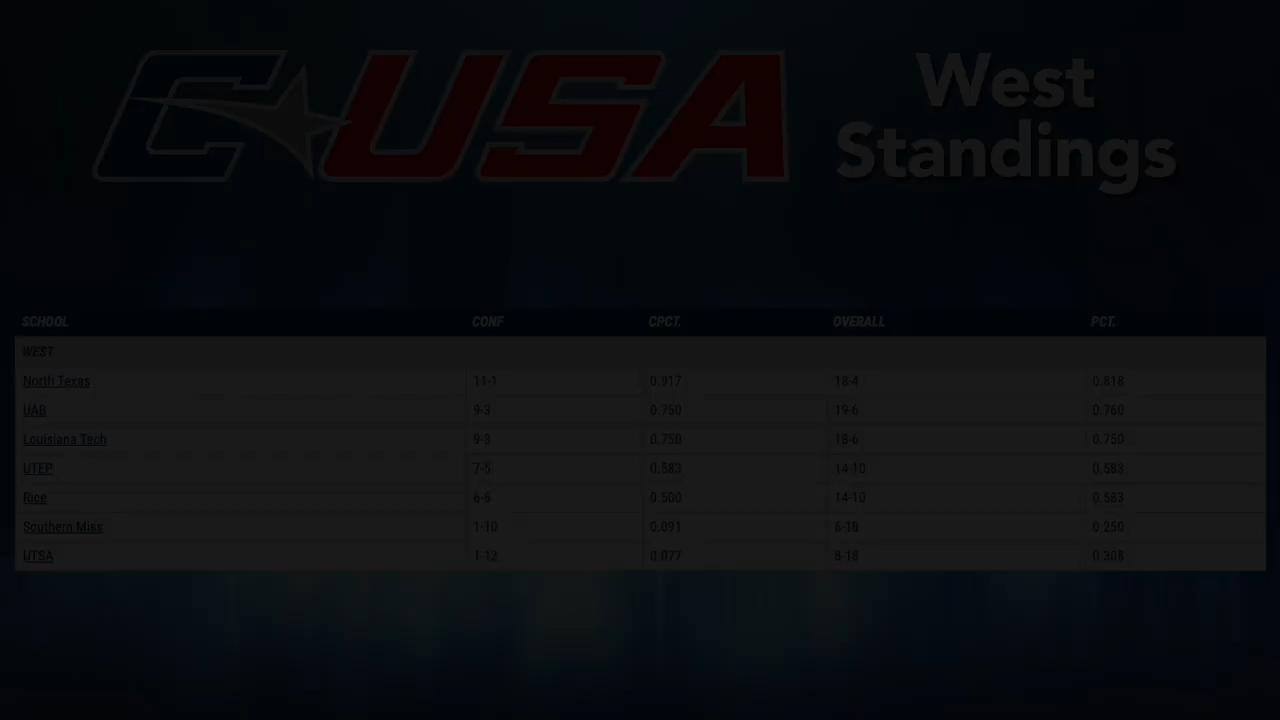 C USA
West
Standings
SCHOOL CONF CPCT. OVERALL PCT.
WEST
North Texas 11-1 0.917 18-4 0.818
UAB 9-3 0.750 19-6 0.760
Louisiana Tech 9-3 0.750 18-6 0.750
UTEP 7-5 0.583 14-10 0.583
Rice 6-6 0.500 14-10 0.583
Southern Miss 1-10 0.091 6-18 0.250
UTSA 1-12 0.077 8-18 0.308